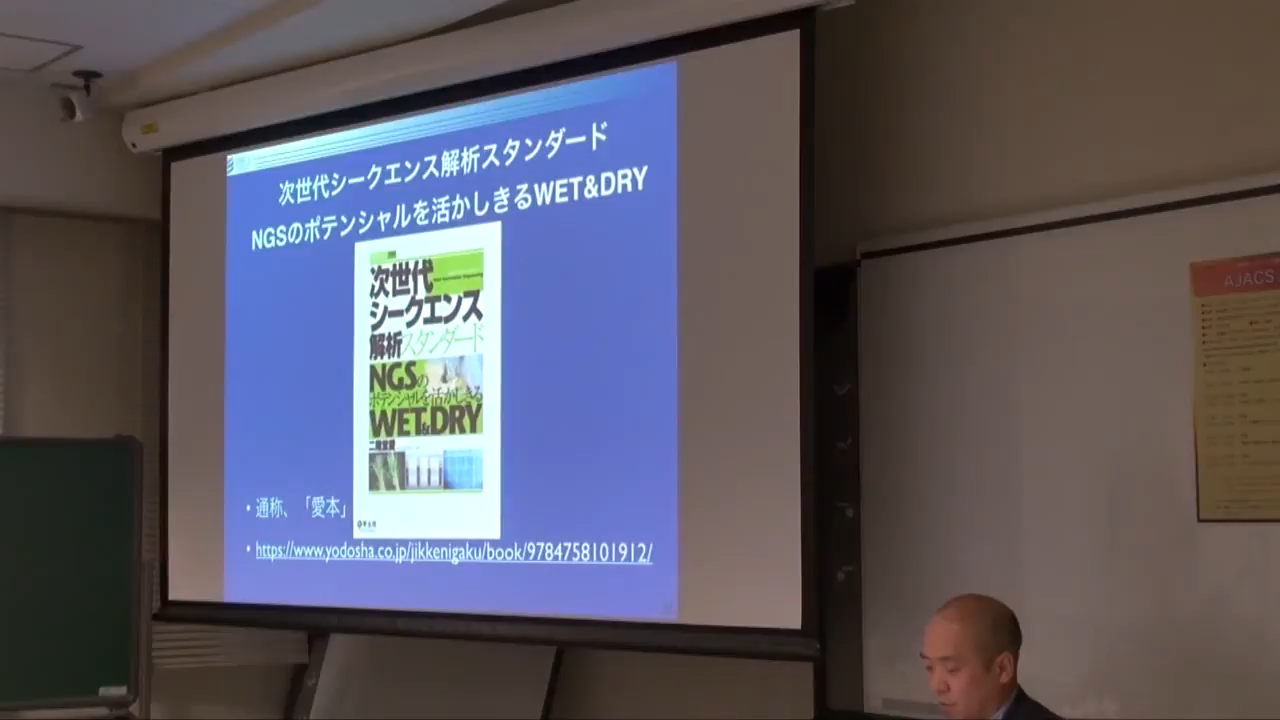 次世代シークエンス解析スタンダード
NGSのポテンシャルを活かしきるWET&DRY
次世代
シークエンス
解析スタンダード
NGSの
ポテンシャルを活かしきる
WET&DRY
• 通称、「愛本」
• https://www.yodosha.co.jp/jikkenigaku/book/9784758101912/
AJACS